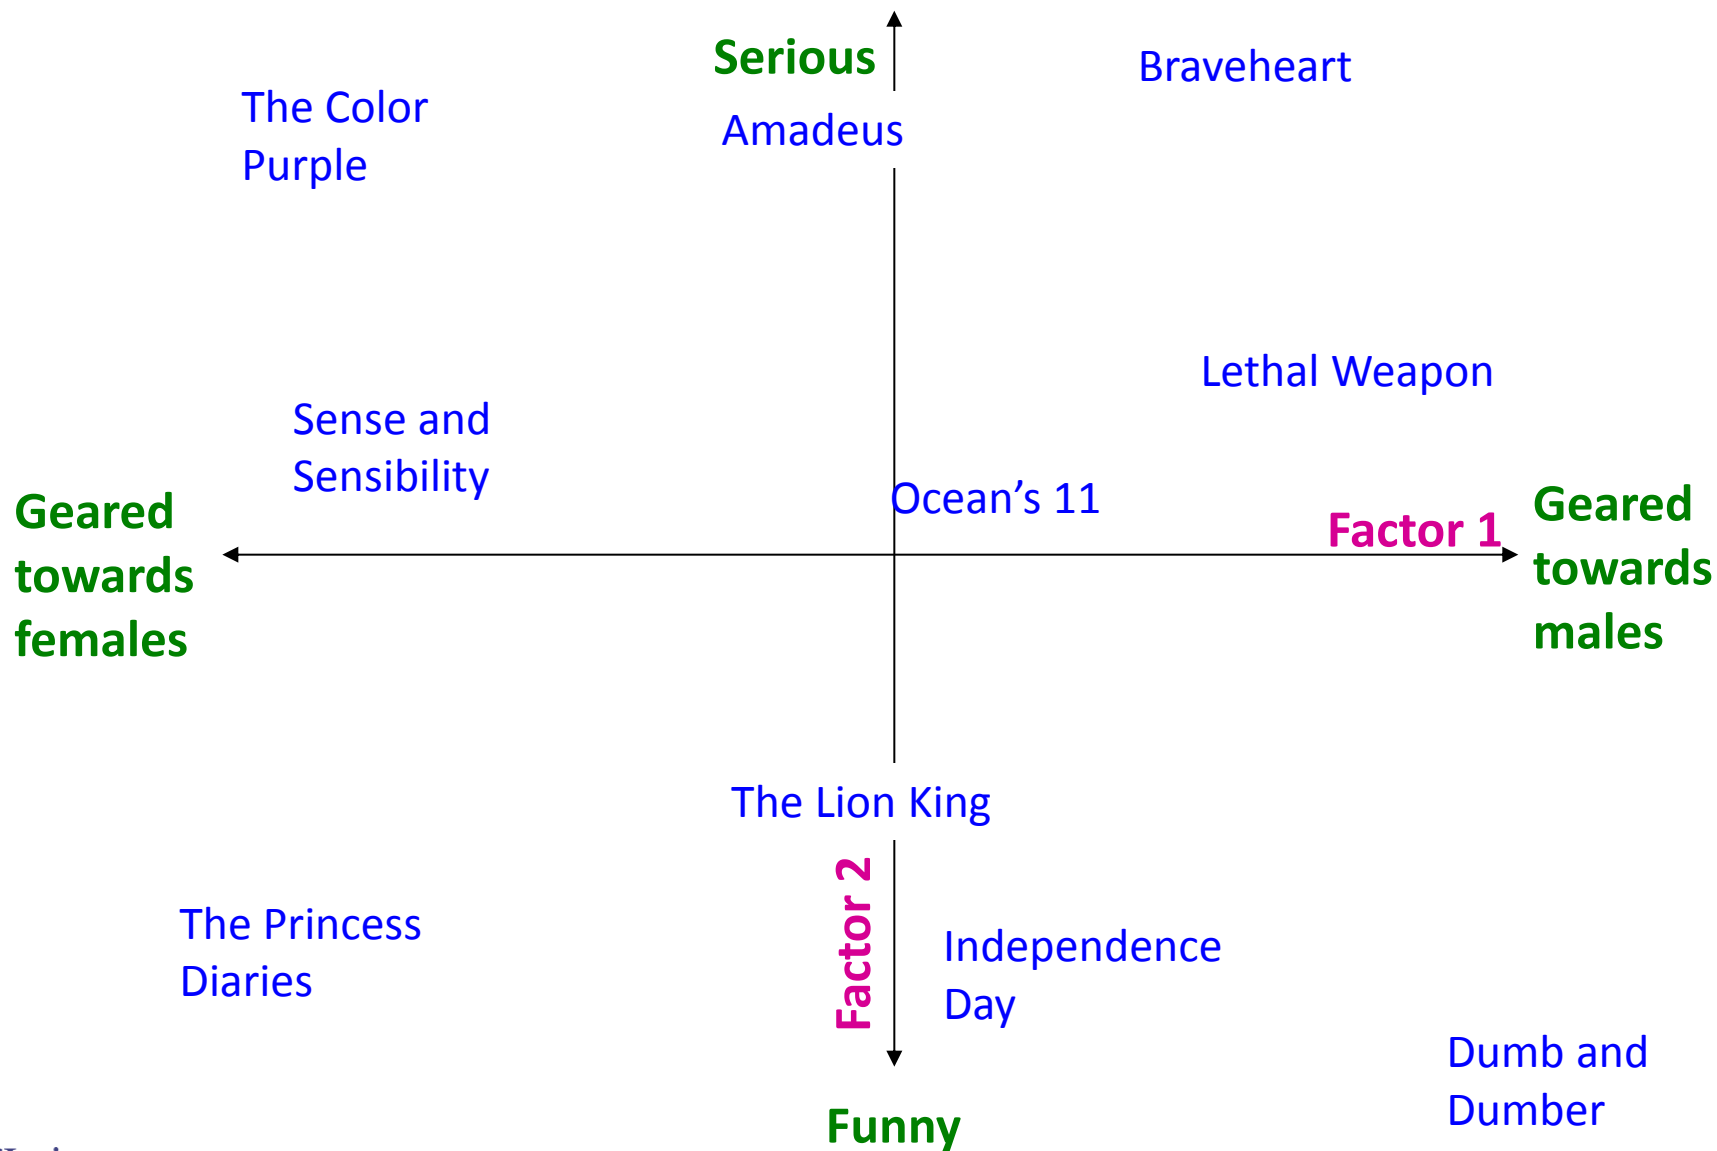 Serious
Braveheart
The Color
Purple
Amadeus
Lethal Weapon
Sense and
Sensibility
Ocean’s 11
Geared
towards
females
Factor 1
Geared
towards
males
The Lion King
Factor 2
The Princess
Diaries
Independence
Day
Dumb and
Dumber
Funny